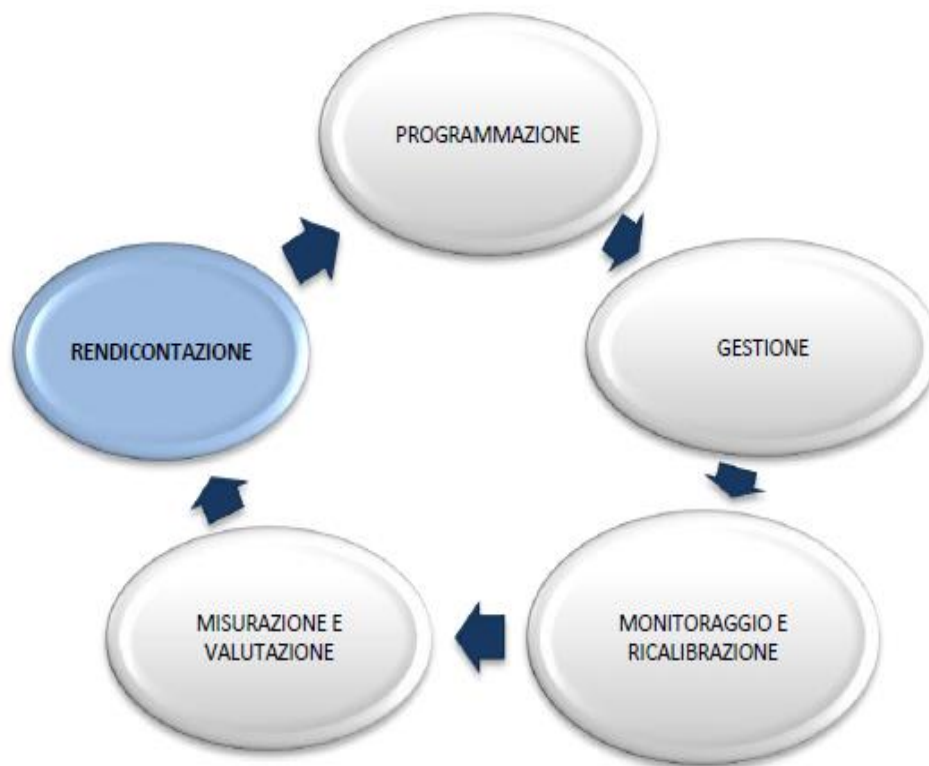 PROGRAMMAZIONE
RENDICONTAZIONE
GESTIONE
MISURAZIONE E
VALUTAZIONE
MONITORAGGIO E
RICALIBRAZIONE